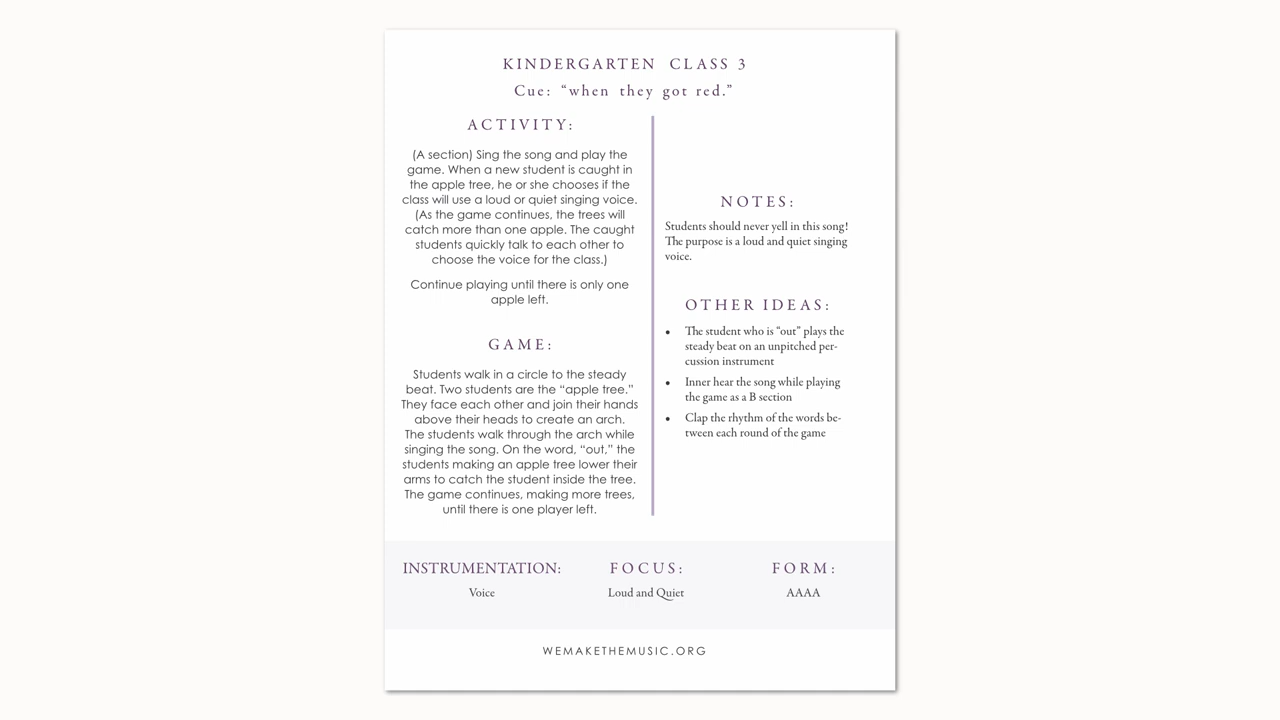 KINDERGARTEN CLASS 3
Cue: “when they got red.”
ACTIVITY:
(A section) Sing the song and play the
game. When a new student is caught in
the apple tree, he or she chooses if the
class will use a loud or quiet singing voice.
(As the game continues, the trees will
catch more than one apple. The caught
students quickly talk to each other to
choose the voice for the class.)
Continue playing until there is only one
apple left.
GAME:
Students walk in a circle to the steady
beat. Two students are the “apple tree.”
They face each other and join their hands
above their heads to create an arch.
The students walk through the arch while
singing the song. On the word, “out,” the
students making an apple tree lower their
arms to catch the student inside the tree.
The game continues, making more trees,
until there is one player left.
NOTES:
Students should never yell in this song!
The purpose is a loud and quiet singing
voice.
OTHER IDEAS:
• The student who is “out” plays the
steady beat on an unpitched per-
cussion instrument
• Inner hear the song while playing
the game as a B section
• Clap the rhythm of the words be-
tween each round of the game
INSTRUMENTATION:
Voice
FOCUS:
Loud and Quiet
FORM:
AAAA
WEMAKETHEMUSIC.ORG